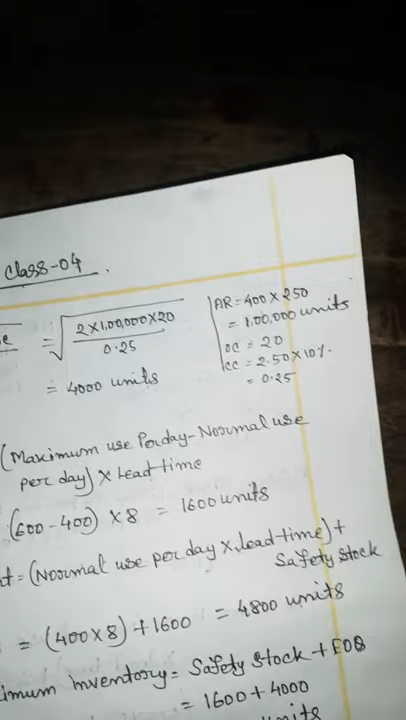 Class-04.
= √(2×1,00,000×20 / 0.25)
AR = 400 × 250
= 1,00,000 units
OC = 20
CC = 2.50 × 10%.
= 0.25
= 4000 units
(Maximum use Per day - Normal use
per day) × Lead time
(600 - 400) × 8 = 1600 units
= (Normal use per day × Lead-time) +
Safety stock
= (400×8) + 1600 = 4800 units
inventory = Safety stock + EOQ
= 1600 + 4000
units